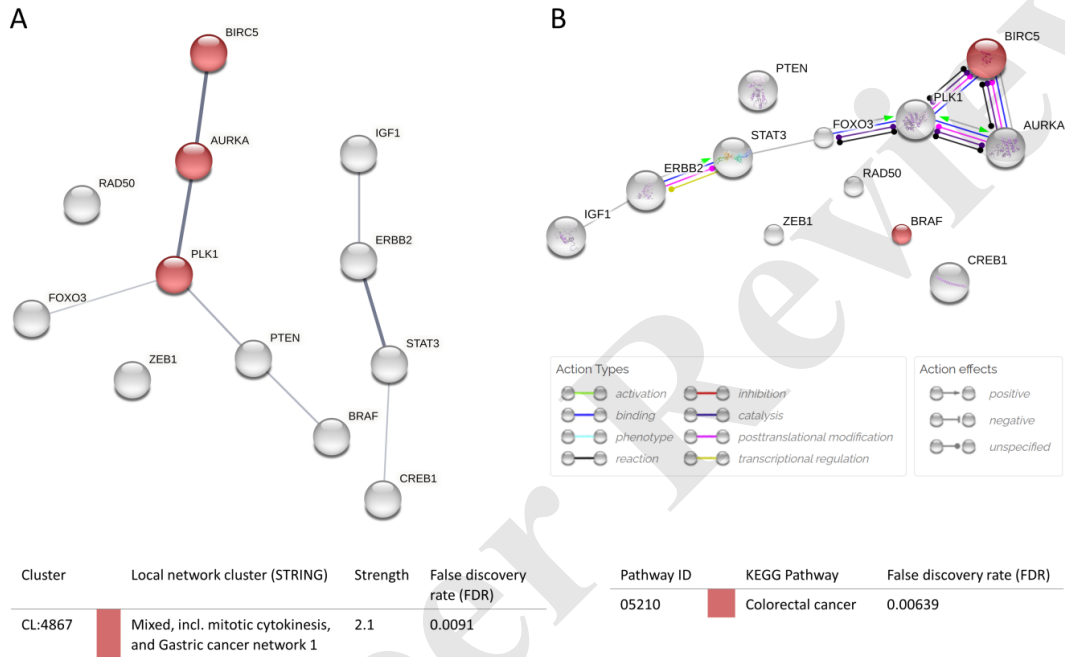 A
BIRC5
AURKA
IGF1
RAD50
ERBB2
PLK1
FOXO3
STAT3
PTEN
ZEB1
BRAF
CREB1
Cluster Local network cluster (STRING) Strength False discovery
rate (FDR)
CL:4867 Mixed, incl. mitotic cytokinesis, 2.1 0.0091
and Gastric cancer network 1
B
BIRC5
PTEN
PLK1
FOXO3
AURKA
STAT3
ERBB2
RAD50
IGF1
ZEB1
BRAF
CREB1
Action Types
activation inhibition
binding catalysis
phenotype posttranslational modification
reaction transcriptional regulation
Action effects
positive
negative
unspecified
Pathway ID KEGG Pathway False discovery rate (FDR)
05210 Colorectal cancer 0.00639
er Review